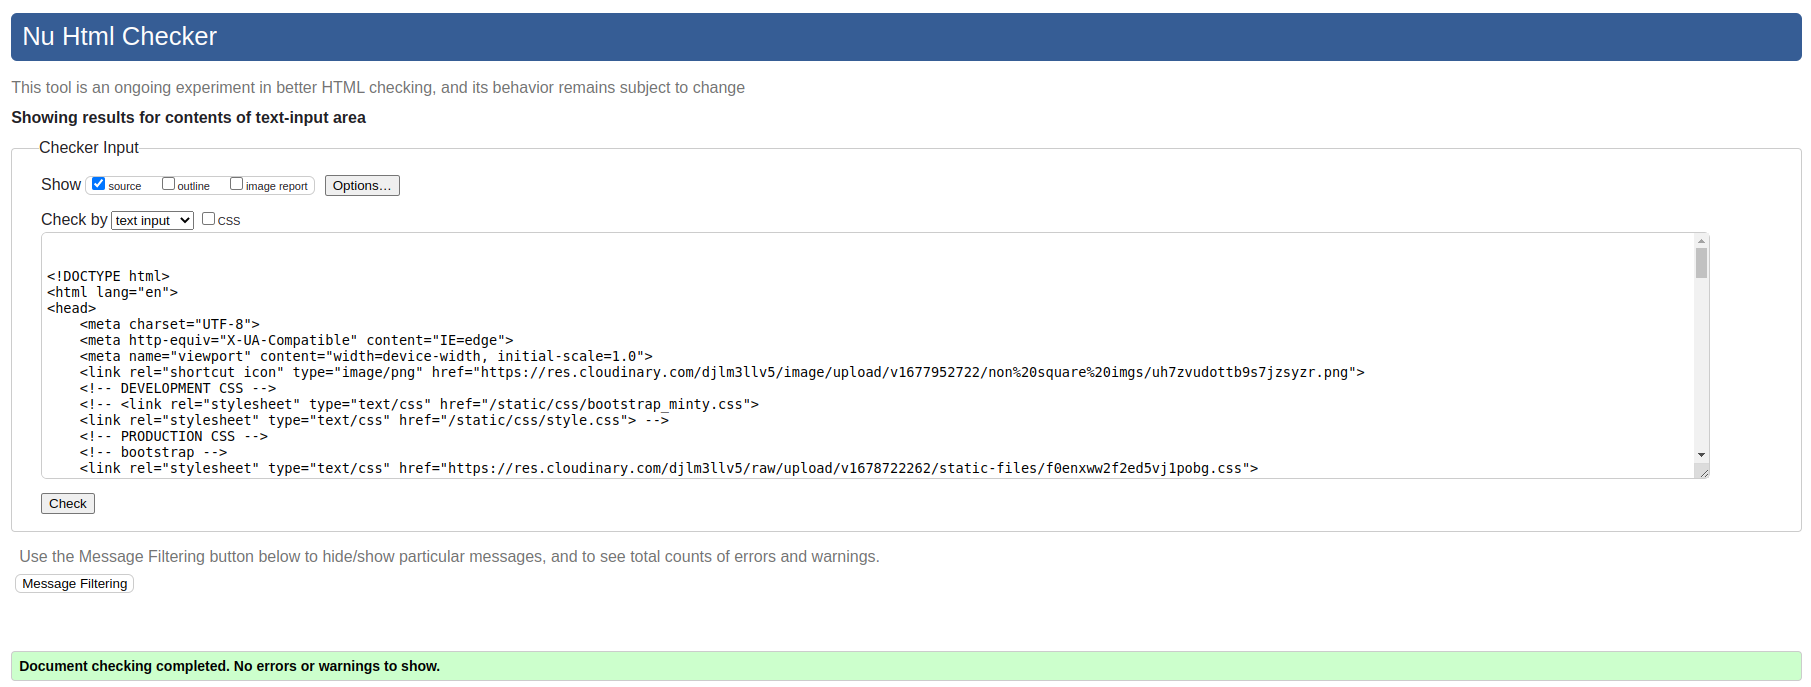 Nu Html Checker
This tool is an ongoing experiment in better HTML checking, and its behavior remains subject to change
Showing results for contents of text-input area
Checker Input
Show source outline image report Options…
Check by text input CSS
<!DOCTYPE html>
<html lang="en">
<head>
    <meta charset="UTF-8">
    <meta http-equiv="X-UA-Compatible" content="IE=edge">
    <meta name="viewport" content="width=device-width, initial-scale=1.0">
    <link rel="shortcut icon" type="image/png" href="https://res.cloudinary.com/djlm3llv5/image/upload/v1677952722/non%20square%20imgs/uh7zvudottb9s7jzsyzr.png">
    <!-- DEVELOPMENT CSS -->
    <!-- <link rel="stylesheet" type="text/css" href="/static/css/bootstrap_minty.css">
    <link rel="stylesheet" type="text/css" href="/static/css/style.css"> -->
    <!-- PRODUCTION CSS -->
    <!-- bootstrap -->
    <link rel="stylesheet" type="text/css" href="https://res.cloudinary.com/djlm3llv5/raw/upload/v1678722262/static-files/f0enxww2f2ed5vj1pobg.css">
Check
Use the Message Filtering button below to hide/show particular messages, and to see total counts of errors and warnings.
Message Filtering
Document checking completed. No errors or warnings to show.